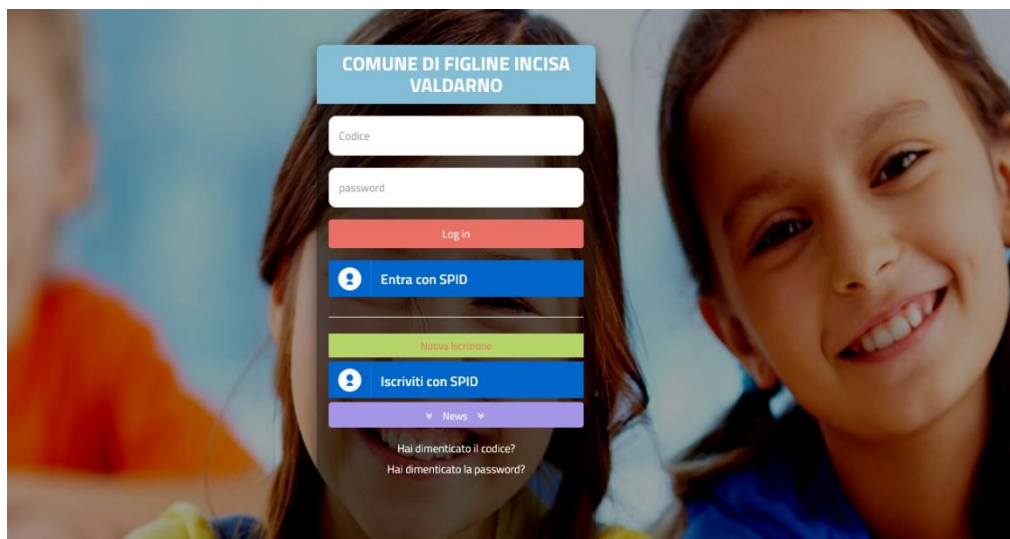 COMUNE DI FIGLINE INCISA
VALDARNO
Codice
password
Log in
Entra con SPID
Nuova Iscrizione
Iscriviti con SPID
News
Hai dimenticato il codice?
Hai dimenticato la password?